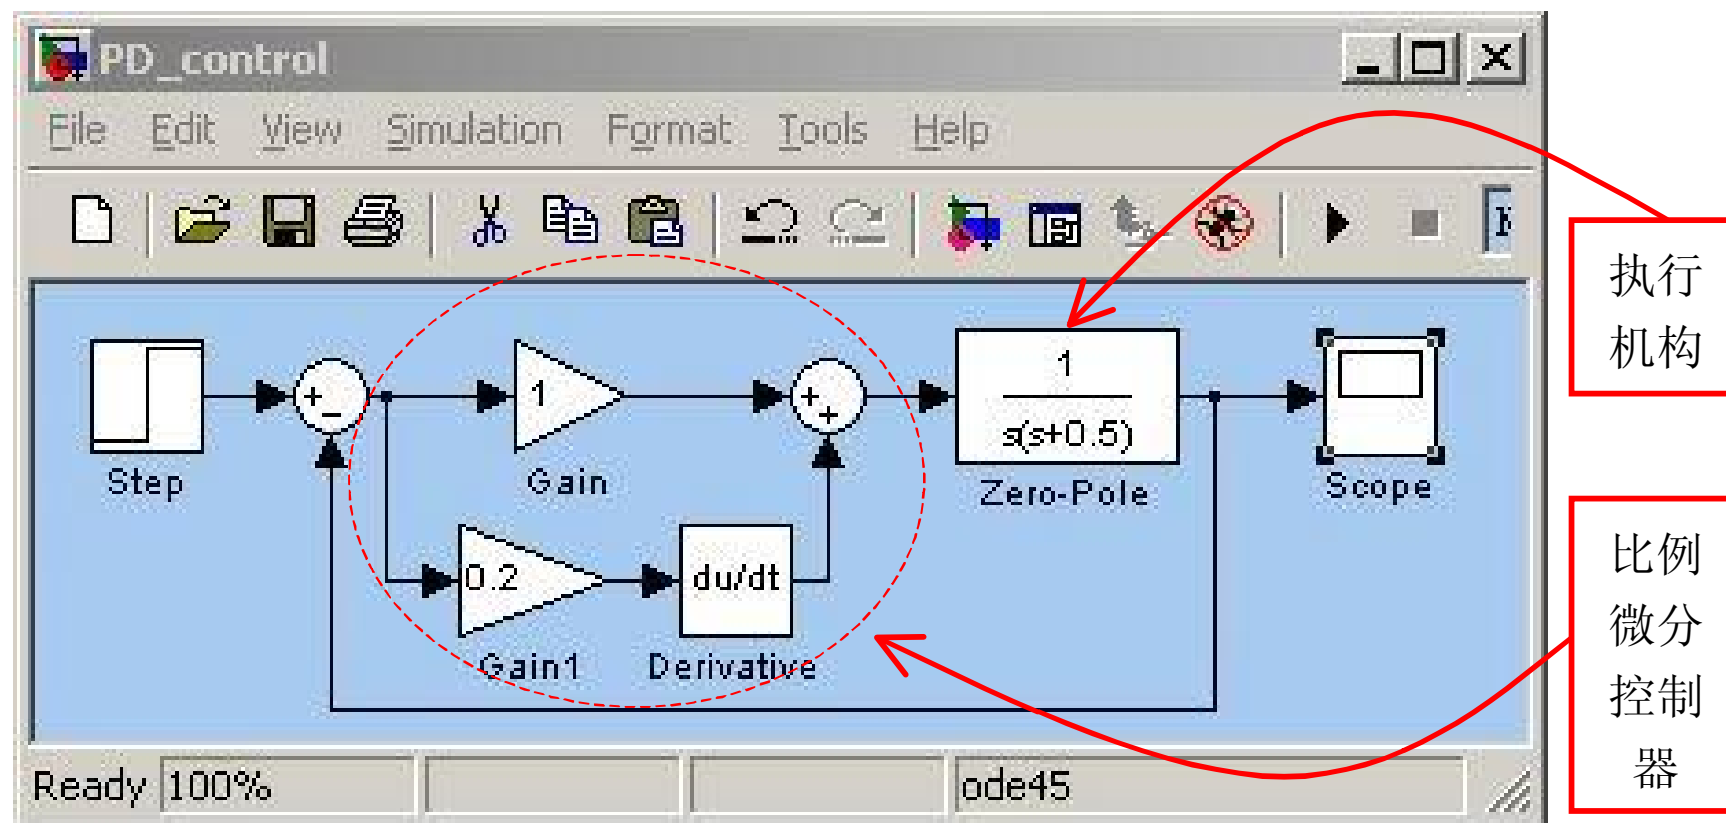 PD_control
File Edit View Simulation Format Tools Help
执行
机构
1
s(s+0.5)
+
−
1
+
+
Step
Gain
Zero-Pole
Scope
0.2
du/dt
Gain1
Derivative
比例
微分
控制
器
Ready 100%
ode45